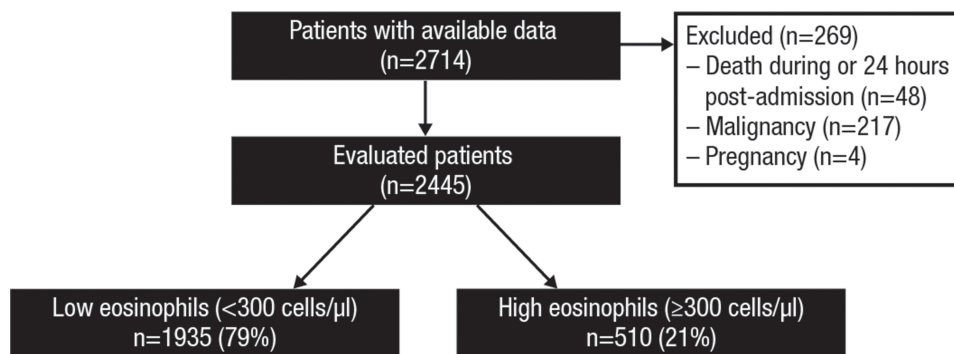 Patients with available data
(n=2714)
Excluded (n=269)
– Death during or 24 hours
post-admission (n=48)
– Malignancy (n=217)
– Pregnancy (n=4)
Evaluated patients
(n=2445)
Low eosinophils (<300 cells/µl)
n=1935 (79%)
High eosinophils (≥300 cells/µl)
n=510 (21%)